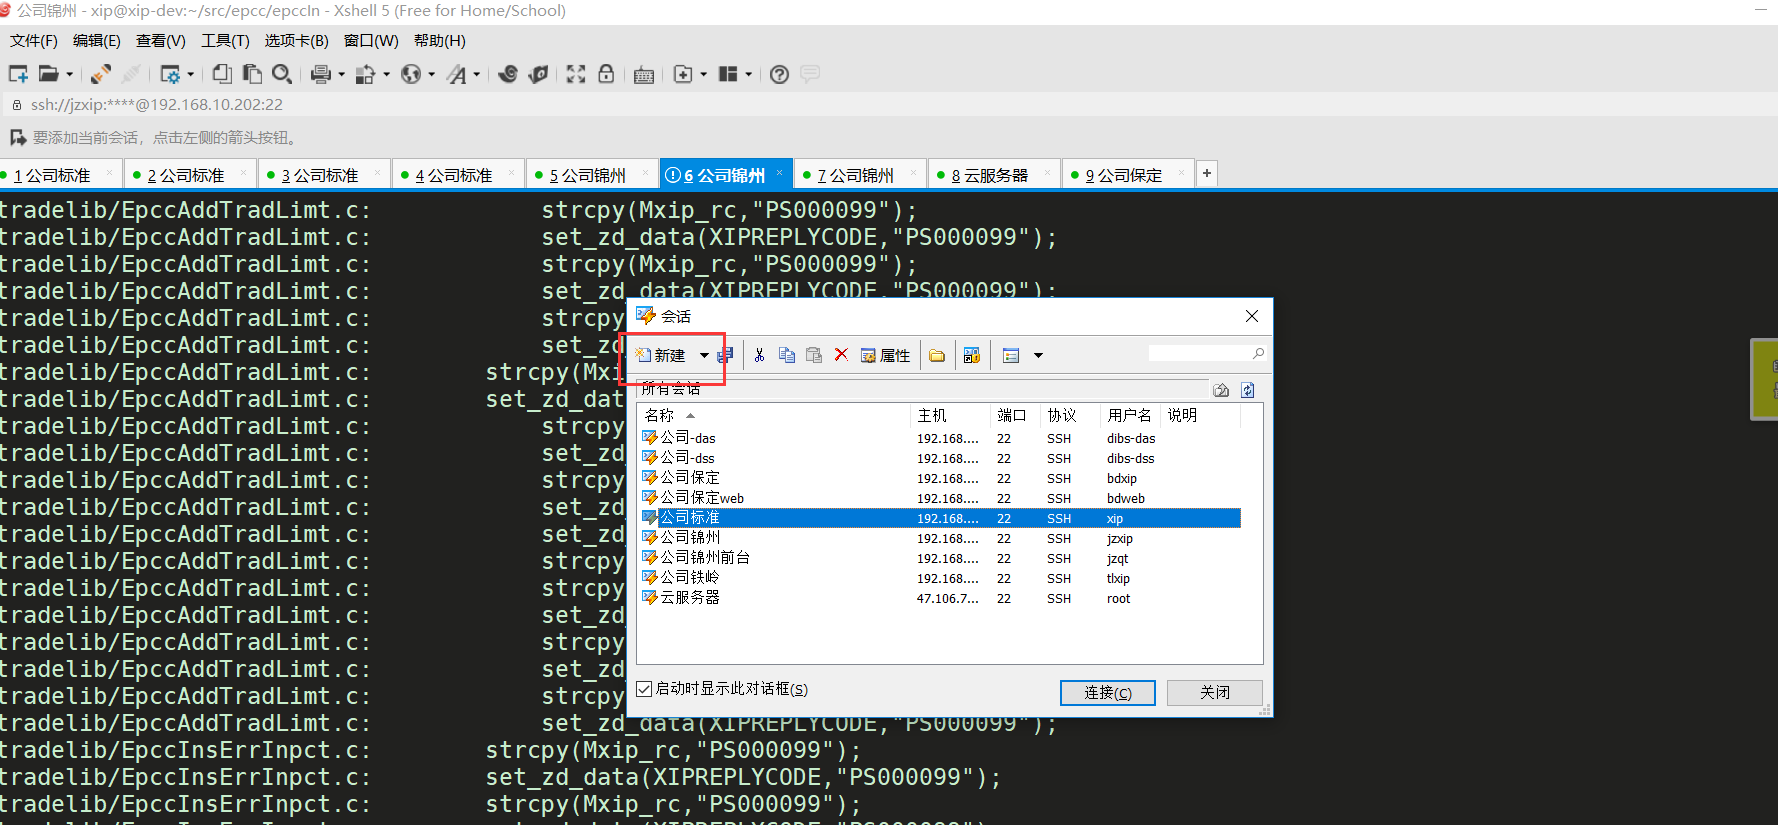 公司锦州 - xip@xip-dev:~/src/epcc/epccIn - Xshell 5 (Free for Home/School)
文件(F) 编辑(E) 查看(V) 工具(T) 选项卡(B) 窗口(W) 帮助(H)
ssh://jzxip:****@192.168.10.202:22
要添加当前会话，点击左侧的箭头按钮。
1 公司标准 2 公司标准 3 公司标准 4 公司标准 5 公司锦州 6 公司锦州 7 公司锦州 8 云服务器 9 公司保定
tradelib/EpccAddTradLimt.c: strcpy(Mxip_rc,"PS000099");
tradelib/EpccAddTradLimt.c: set_zd_data(XIPREPLYCODE,"PS000099");
tradelib/EpccAddTradLimt.c: strcpy(Mxip_rc,"PS000099");
tradelib/EpccAddTradLimt.c: set_zd_data(XIPREPLYCODE,"PS000099");
tradelib/EpccAddTradLimt.c: strcpy
tradelib/EpccAddTradLimt.c: set_zd
tradelib/EpccAddTradLimt.c: strcpy(Mxi
tradelib/EpccAddTradLimt.c: set_zd_dat
tradelib/EpccAddTradLimt.c: strcpy
tradelib/EpccAddTradLimt.c: set_zd
tradelib/EpccAddTradLimt.c: strcpy
tradelib/EpccAddTradLimt.c: set_zd
tradelib/EpccAddTradLimt.c: set_zd
tradelib/EpccAddTradLimt.c: strcpy
tradelib/EpccAddTradLimt.c: strcpy
tradelib/EpccAddTradLimt.c: set_zd
tradelib/EpccAddTradLimt.c: strcpy
tradelib/EpccAddTradLimt.c: set_zd
tradelib/EpccAddTradLimt.c: strcpy
tradelib/EpccAddTradLimt.c: set_zd_data(XIPREPLYCODE,"PS000099");
tradelib/EpccInsErrInpct.c: strcpy(Mxip_rc,"PS000099");
tradelib/EpccInsErrInpct.c: set_zd_data(XIPREPLYCODE,"PS000099");
tradelib/EpccInsErrInpct.c: strcpy(Mxip_rc,"PS000099");
会话
新建 属性
所有会话
名称 主机 端口 协议 用户名 说明
公司-das 192.168.... 22 SSH dibs-das
公司-dss 192.168.... 22 SSH dibs-dss
公司保定 192.168.... 22 SSH bdxip
公司保定web 192.168.... 22 SSH bdweb
公司标准 192.168.... 22 SSH xip
公司锦州 192.168.... 22 SSH jzxip
公司锦州前台 192.168.... 22 SSH jzqt
公司铁岭 192.168.... 22 SSH tlxip
云服务器 47.106.7... 22 SSH root
启动时显示此对话框(S)
连接(C) 关闭